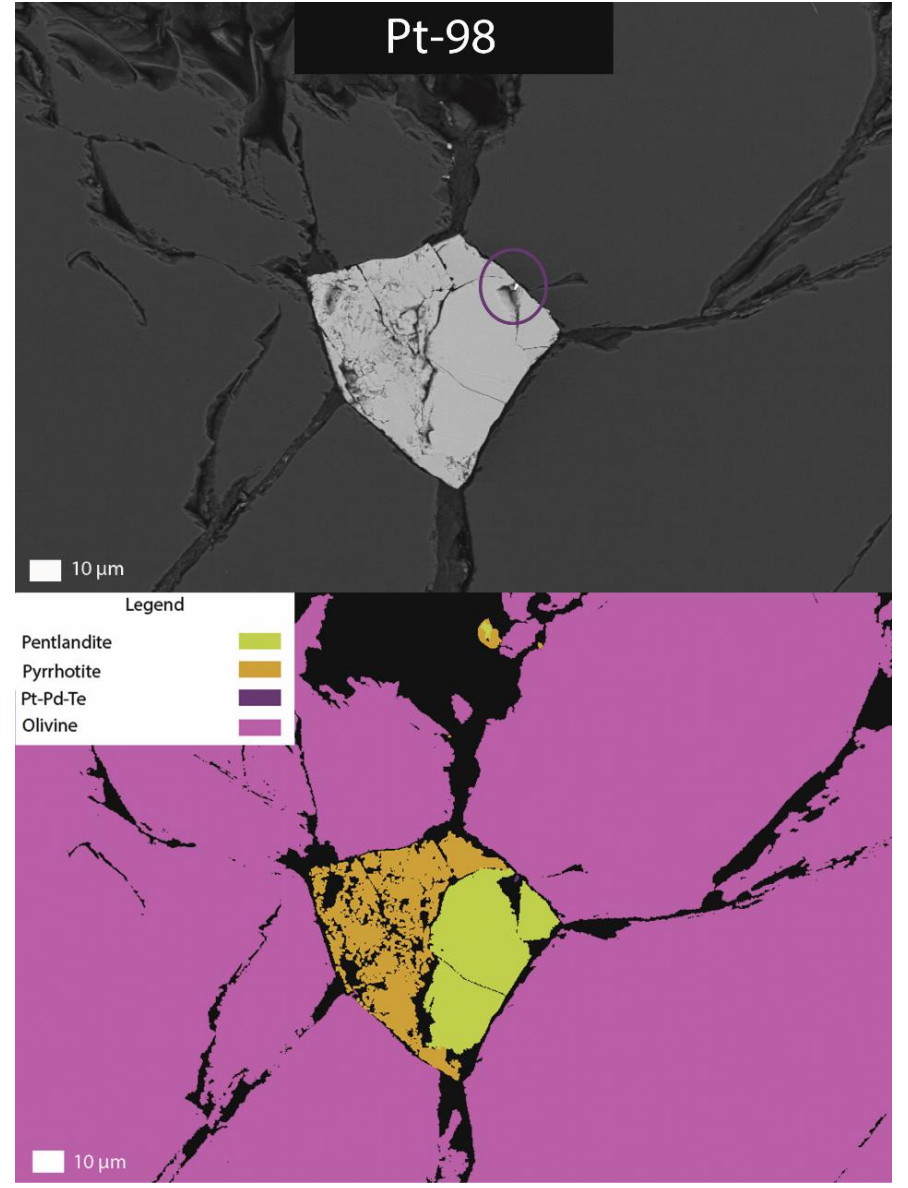 Pt-98
10 µm
Legend
Pentlandite
Pyrrhotite
Pt-Pd-Te
Olivine
10 µm